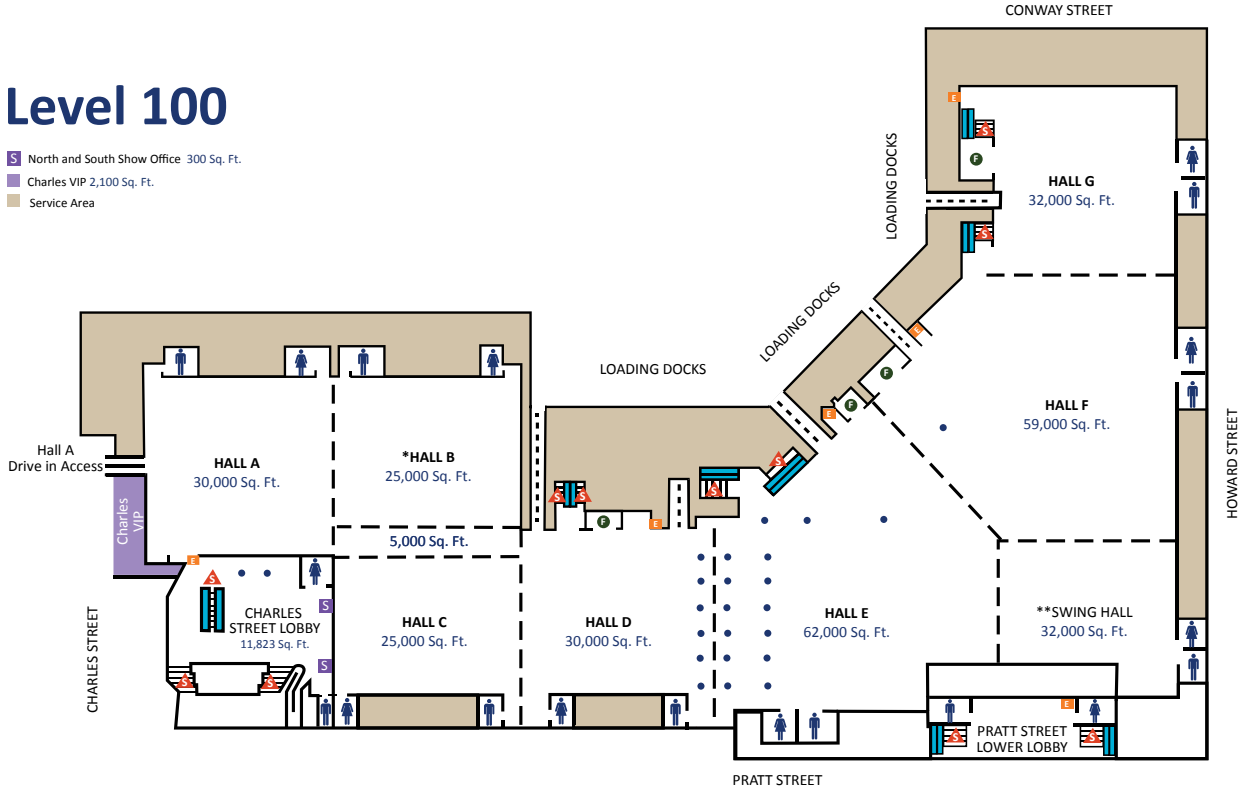 CONWAY STREET
Level 100
S North and South Show Office 300 Sq. Ft.
Charles VIP 2,100 Sq. Ft.
Service Area
E
S
F
LOADING DOCKS
HALL G
32,000 Sq. Ft.
S
LOADING DOCKS
E
LOADING DOCKS
F
F
E
HALL F
59,000 Sq. Ft.
HOWARD STREET
Hall A
Drive in Access
HALL A
30,000 Sq. Ft.
*HALL B
25,000 Sq. Ft.
5,000 Sq. Ft.
Charles
VIP
S
S
F
E
S
S
E
S
S
S
CHARLES
STREET LOBBY
11,823 Sq. Ft.
S
S
CHARLES STREET
HALL C
25,000 Sq. Ft.
HALL D
30,000 Sq. Ft.
HALL E
62,000 Sq. Ft.
**SWING HALL
32,000 Sq. Ft.
E
S
PRATT STREET
LOWER LOBBY
S
PRATT STREET